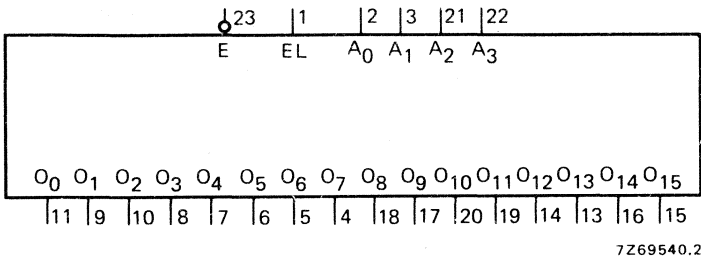 23 1 2 3 21 22
E EL A0 A1 A2 A3
O0 O1 O2 O3 O4 O5 O6 O7 O8 O9 O10 O11 O12 O13 O14 O15
11 9 10 8 7 6 5 4 18 17 20 19 14 13 16 15
7Z69540.2